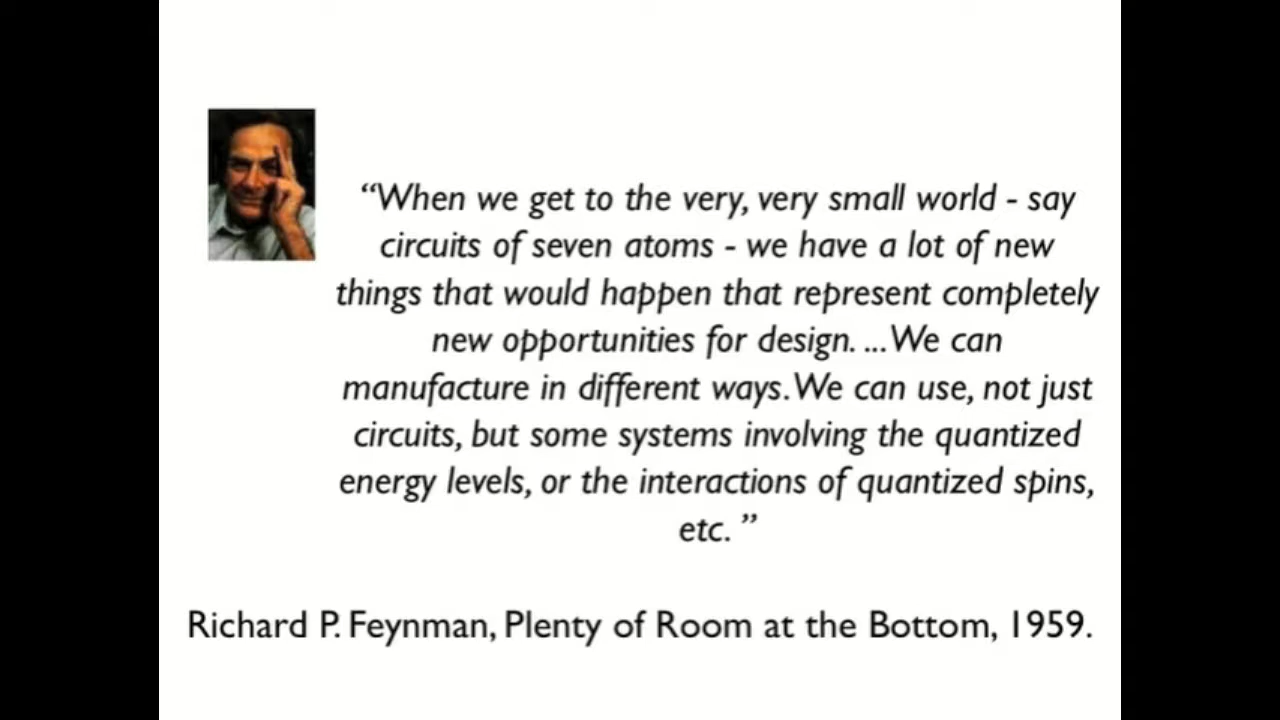 “When we get to the very, very small world - say
circuits of seven atoms - we have a lot of new
things that would happen that represent completely
new opportunities for design. ...We can
manufacture in different ways. We can use, not just
circuits, but some systems involving the quantized
energy levels, or the interactions of quantized spins,
etc. ”
Richard P. Feynman, Plenty of Room at the Bottom, 1959.